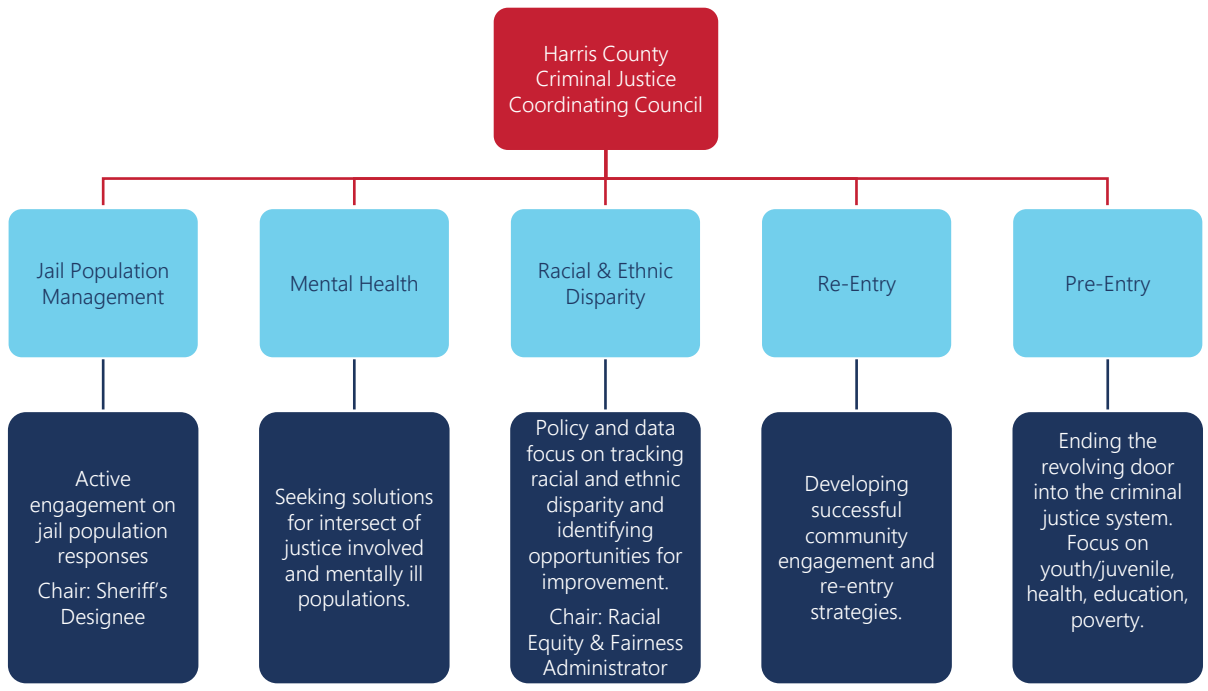 Harris County
Criminal Justice
Coordinating Council
Jail Population
Management
Mental Health
Racial & Ethnic
Disparity
Re-Entry
Pre-Entry
Active
engagement on
jail population
responses
Chair: Sheriff’s
Designee
Seeking solutions
for intersect of
justice involved
and mentally ill
populations.
Policy and data
focus on tracking
racial and ethnic
disparity and
identifying
opportunities for
improvement.
Chair: Racial
Equity & Fairness
Administrator
Developing
successful
community
engagement and
re-entry
strategies.
Ending the
revolving door
into the criminal
justice system.
Focus on
youth/juvenile,
health, education,
poverty.